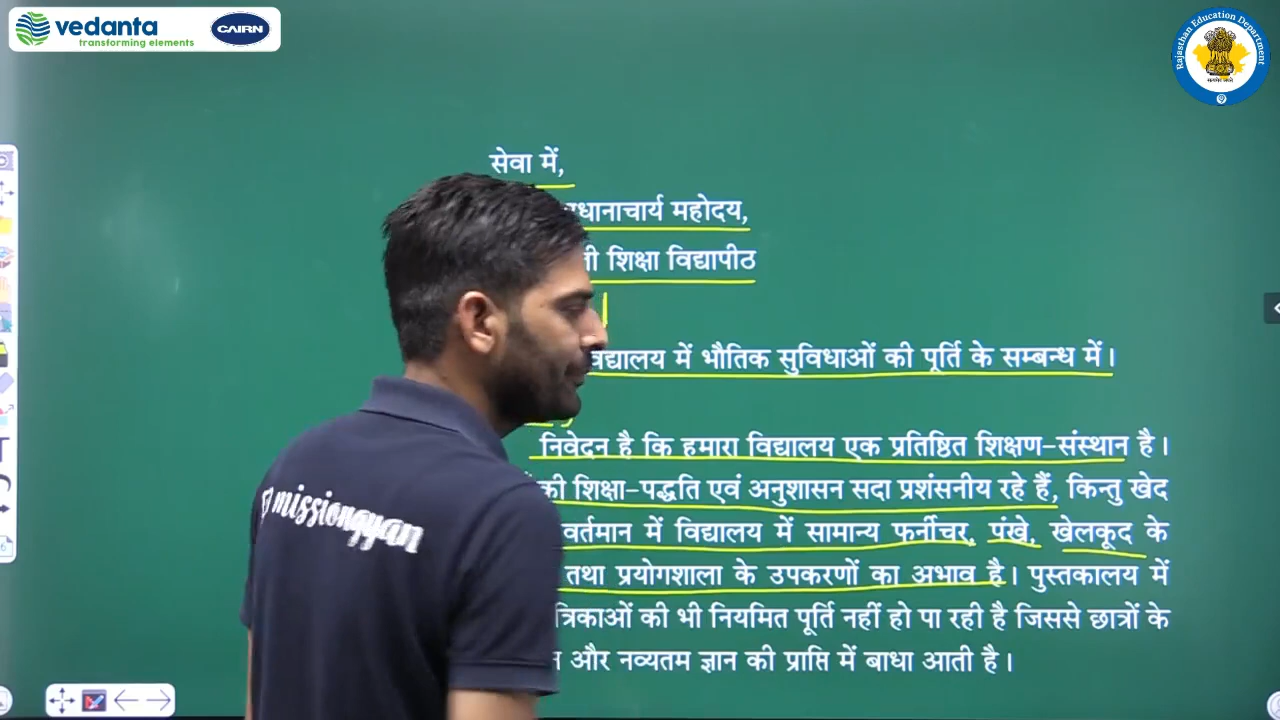 vedanta
transforming elements
CAIRN
Rajasthan Education Department
सेवा में,
महोदय,
शिक्षा विद्यापीठ
में भौतिक सुविधाओं की पूर्ति के सम्बन्ध में।
निवेदन है कि हमारा विद्यालय एक प्रतिष्ठित शिक्षण-संस्थान है।
की शिक्षा-पद्धति एवं अनुशासन सदा प्रशंसनीय रहे हैं, किन्तु खेद
वर्तमान में विद्यालय में सामान्य फर्नीचर, पंखे, खेलकूद के
तथा प्रयोगशाला के उपकरणों का अभाव है। पुस्तकालय में
की भी नियमित पूर्ति नहीं हो पा रही है जिससे छात्रों के
और नव्यतम ज्ञान की प्राप्ति में बाधा आती है।
missiongyan